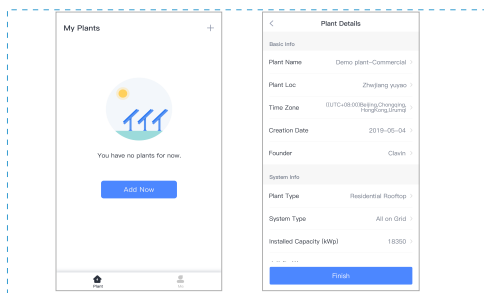 My Plants
+
You have no plants for now.
Add Now
Plant
Me
Plant Details
Basic Info
Plant Name Demo plant-Commercial
Plant Loc Zhwjiang yuyao
Time Zone (UTC+08:00)Beijing,Chongqing,
HongKong,Urumqi
Creation Date 2019-05-04
Founder Clavin
System Info
Plant Type Residential Rooftop
System Type All on Grid
Installed Capacity (kWp) 18350
Finish